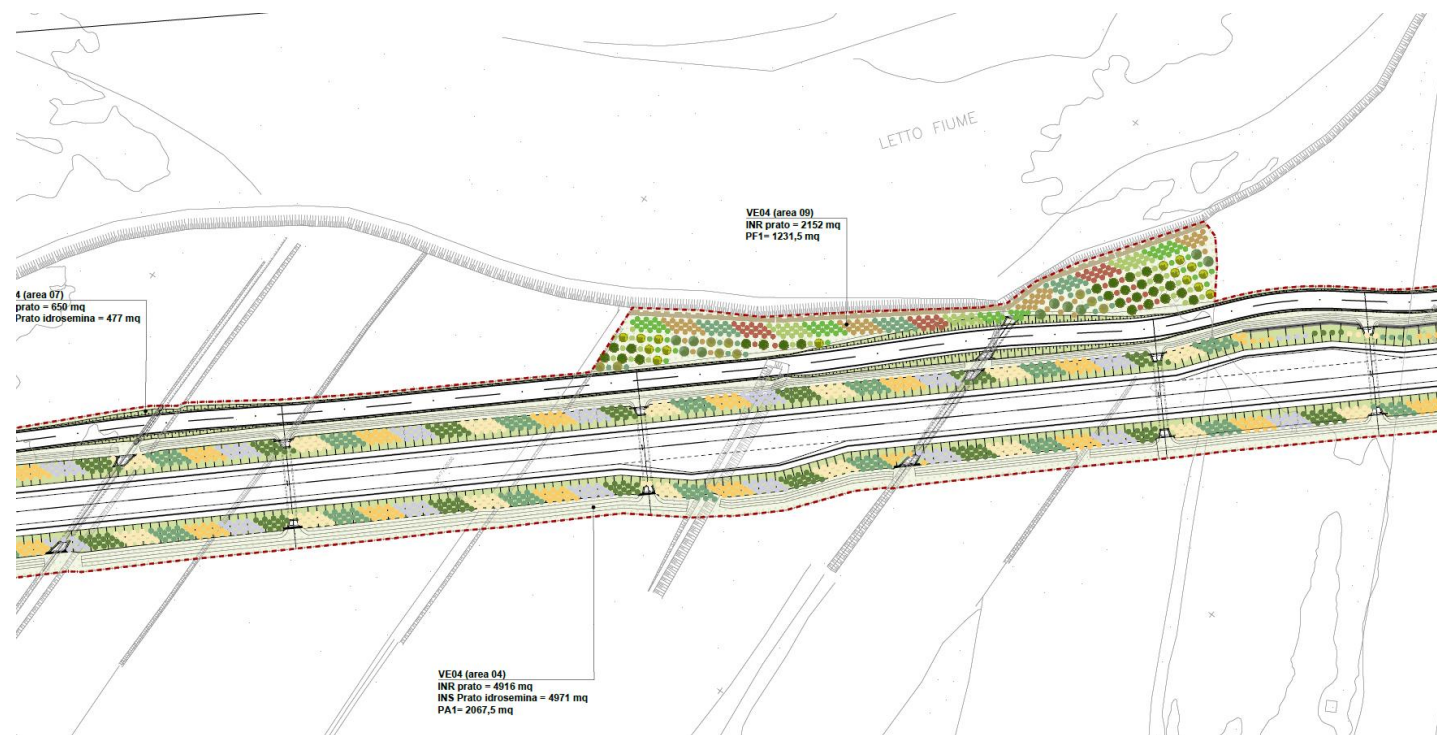 LETTO FIUME
VE04 (area 09)
INR prato = 2152 mq
PF1= 1231,5 mq
4 (area 07)
prato = 650 mq
Prato idrosemina = 477 mq
VE04 (area 04)
INR prato = 4916 mq
INS Prato idrosemina = 4971 mq
PA1= 2067,5 mq